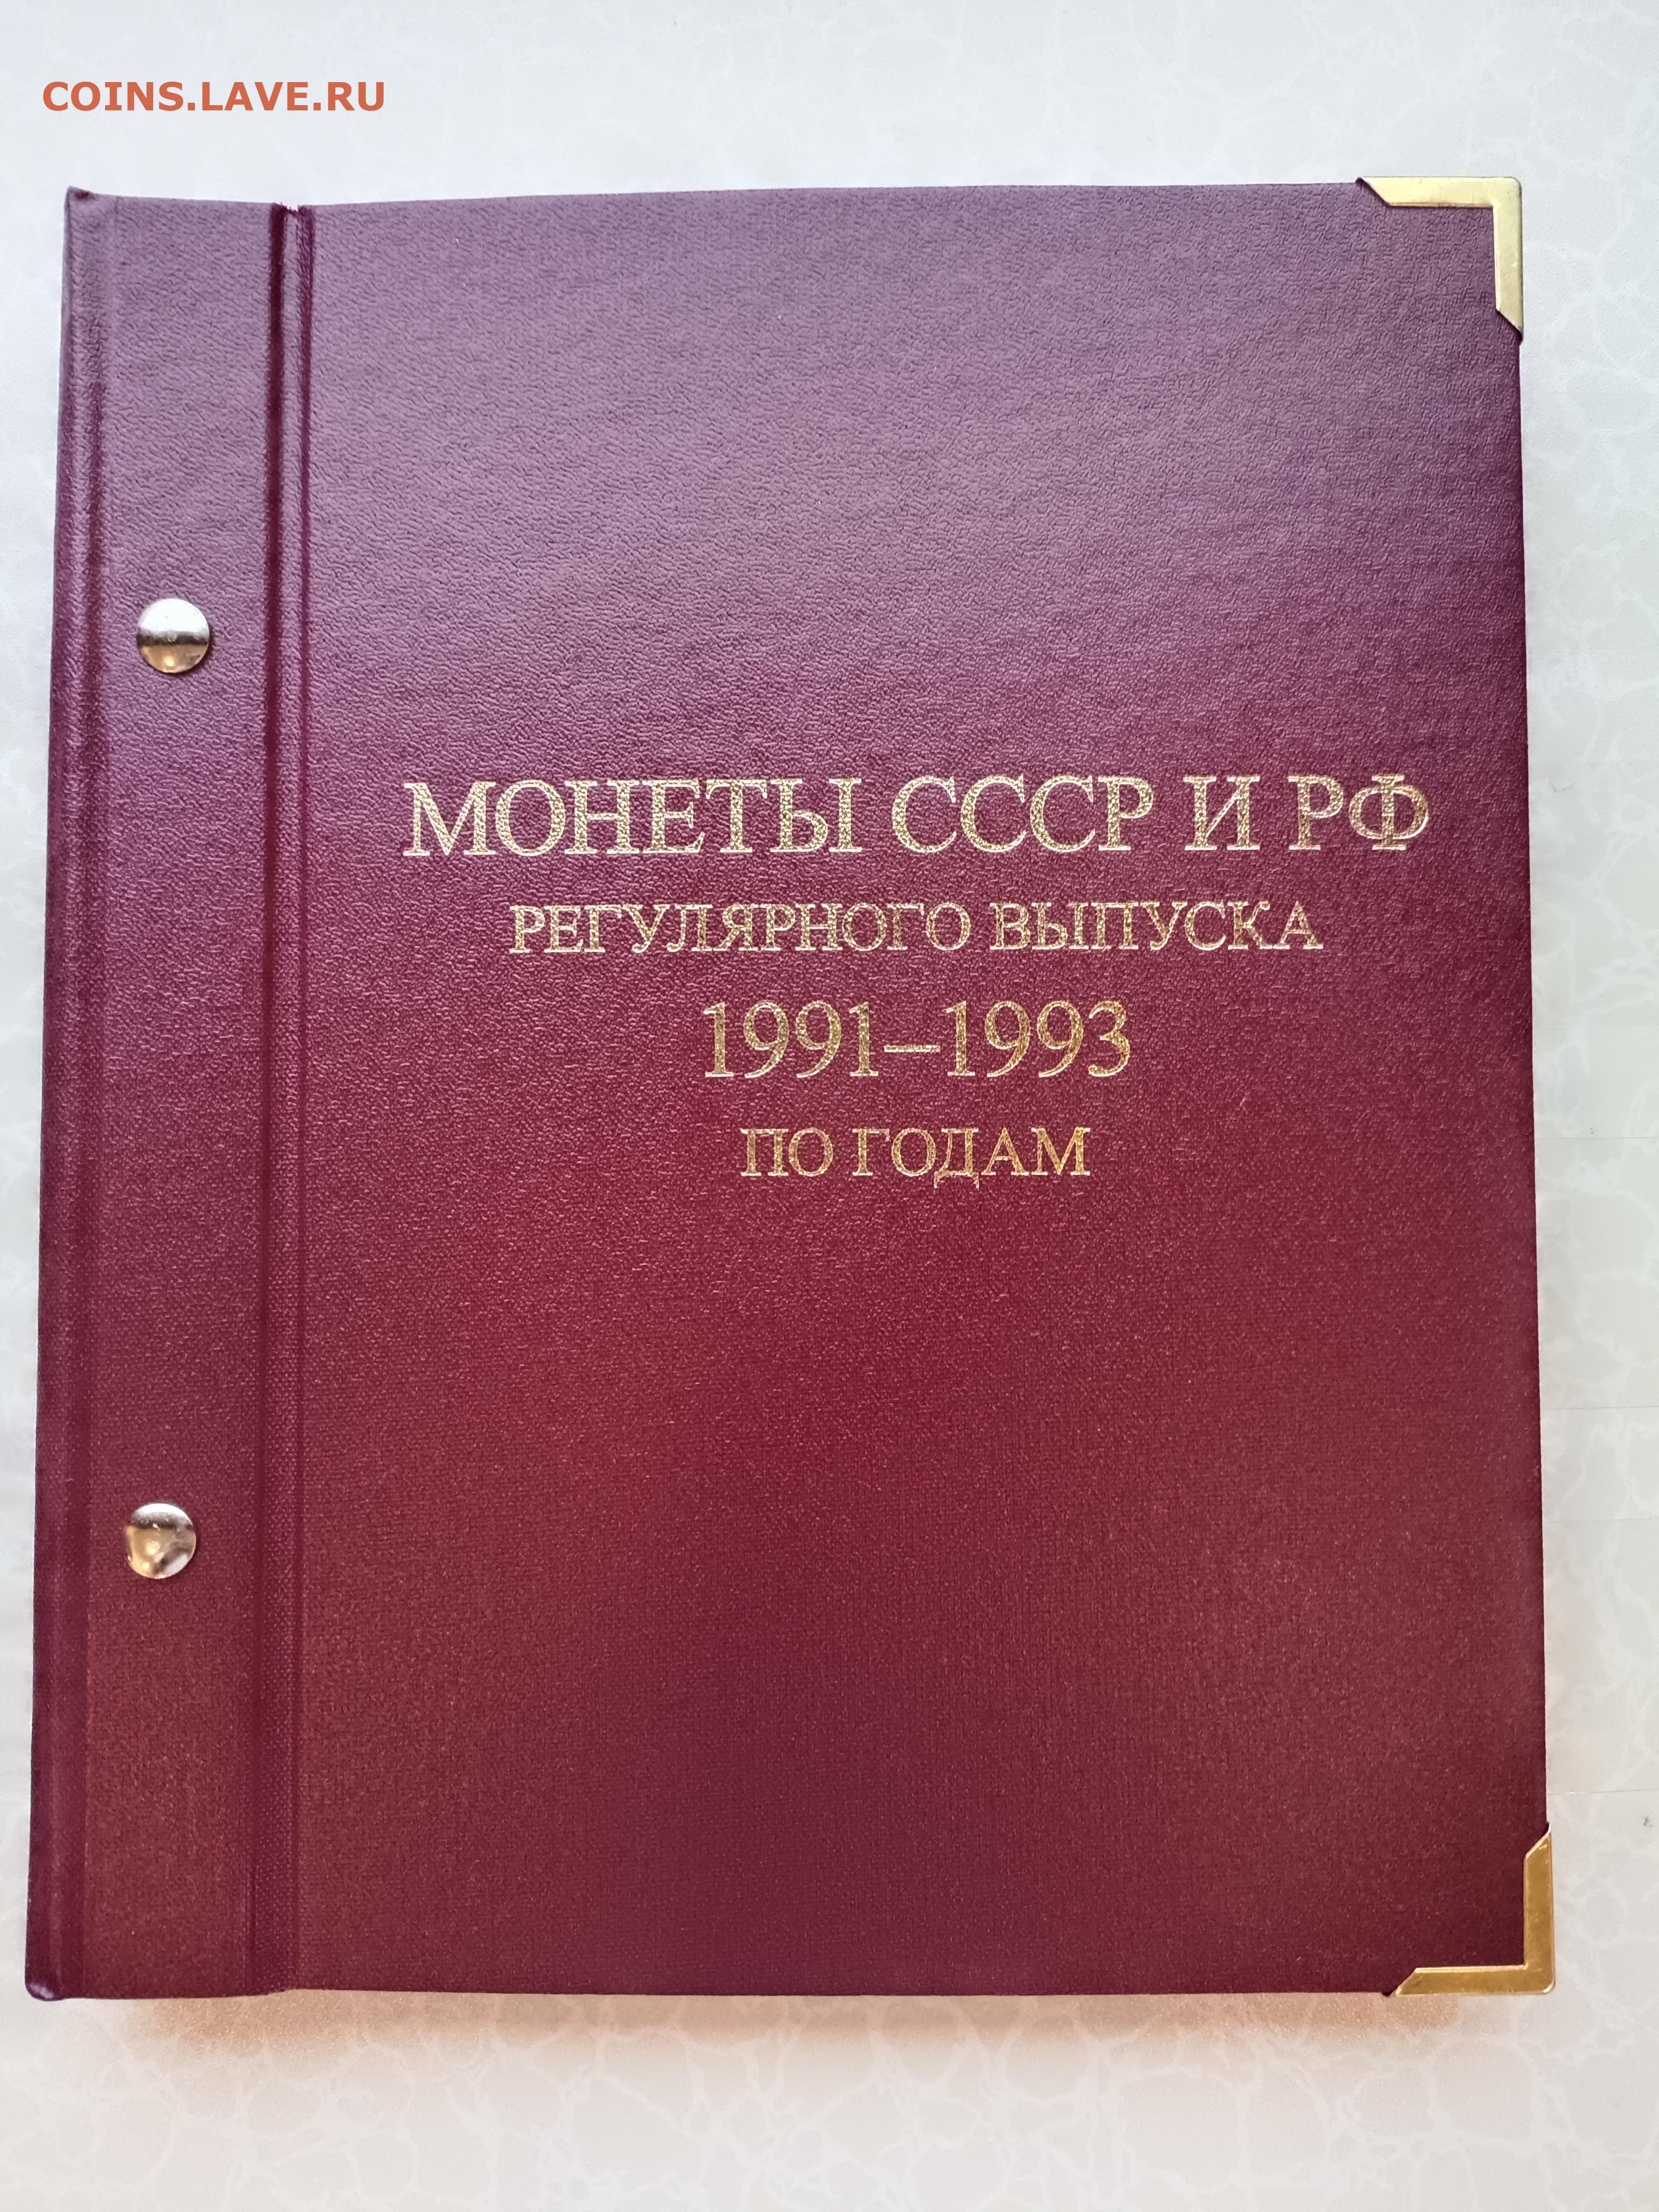 COINS.LAVE.RU
МОНЕТЫ СССР И РФ
РЕГУЛЯРНОГО ВЫПУСКА
1991–1993
ПО ГОДАМ